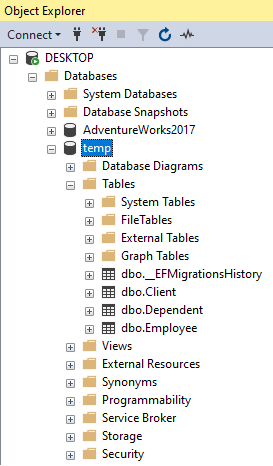 Object Explorer
Connect
DESKTOP
Databases
System Databases
Database Snapshots
AdventureWorks2017
temp
Database Diagrams
Tables
System Tables
FileTables
External Tables
Graph Tables
dbo.__EFMigrationsHistory
dbo.Client
dbo.Dependent
dbo.Employee
Views
External Resources
Synonyms
Programmability
Service Broker
Storage
Security